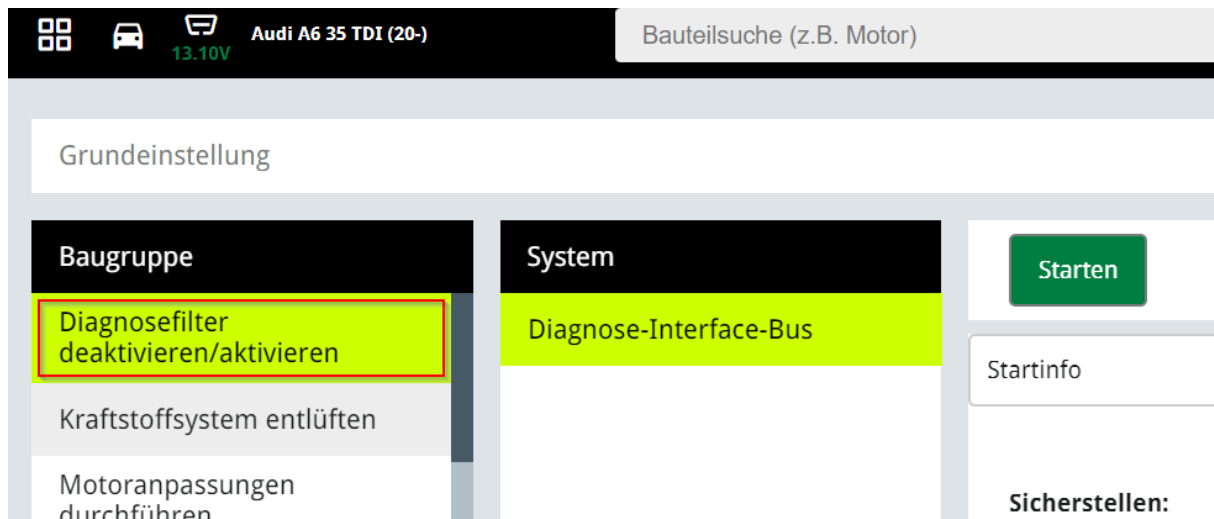 Audi A6 35 TDI (20-)
13.10V
Bauteilsuche (z.B. Motor)
Grundeinstellung
Baugruppe
System
Starten
Diagnosefilter
deaktivieren/aktivieren
Diagnose-Interface-Bus
Startinfo
Kraftstoffsystem entlüften
Motoranpassungen
durchführen
Sicherstellen: